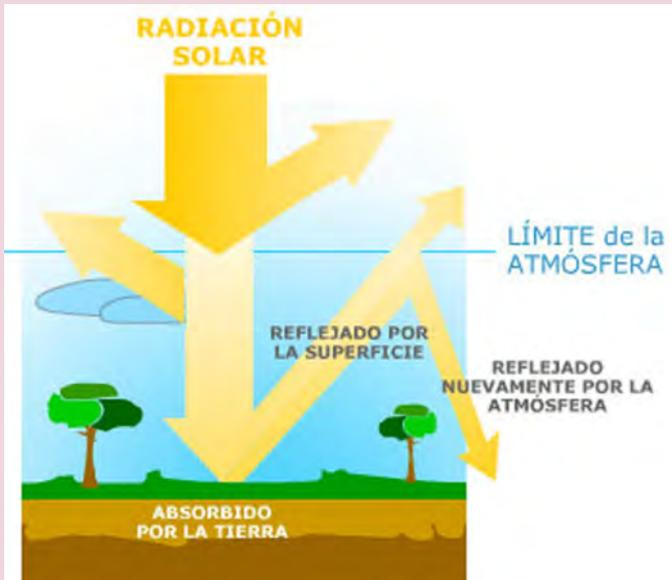 RADIACIÓN
SOLAR
LÍMITE de la
ATMÓSFERA
REFLEJADO POR
LA SUPERFICIE
REFLEJADO
NUEVAMENTE POR LA
ATMÓSFERA
ABSORBIDO
POR LA TIERRA